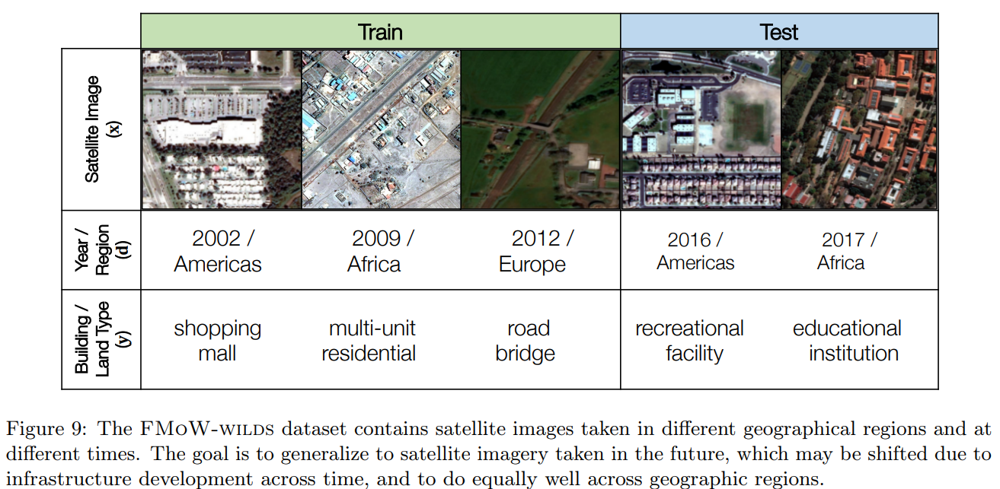 Train
Test
Satellite Image
(x)
Year /
Region
(d)
2002 /
Americas
2009 /
Africa
2012 /
Europe
2016 /
Americas
2017 /
Africa
Building /
Land Type
(y)
shopping
mall
multi-unit
residential
road
bridge
recreational
facility
educational
institution
Figure 9: The FMoW-WILDS dataset contains satellite images taken in different geographical regions and at
different times. The goal is to generalize to satellite imagery taken in the future, which may be shifted due to
infrastructure development across time, and to do equally well across geographic regions.